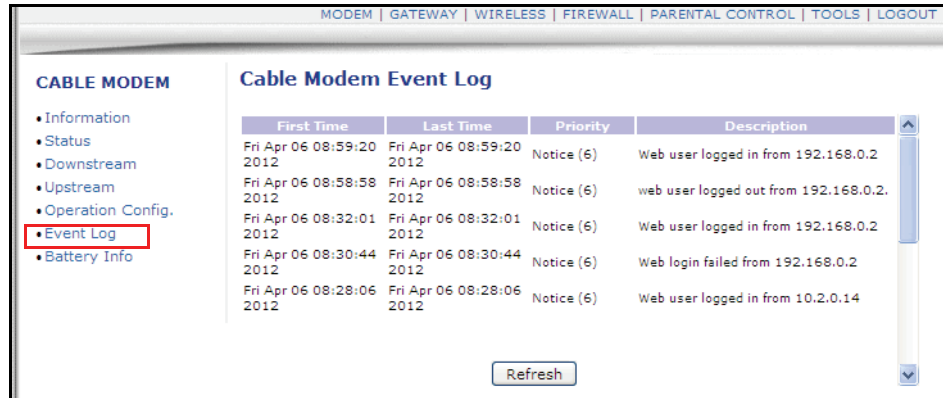 MODEM | GATEWAY | WIRELESS | FIREWALL | PARENTAL CONTROL | TOOLS | LOGOUT
CABLE MODEM
• Information
• Status
• Downstream
• Upstream
• Operation Config.
• Event Log
• Battery Info
Cable Modem Event Log
First Time Last Time Priority Description
Fri Apr 06 08:59:20 2012 Fri Apr 06 08:59:20 2012 Notice (6) Web user logged in from 192.168.0.2
Fri Apr 06 08:58:58 2012 Fri Apr 06 08:58:58 2012 Notice (6) web user logged out from 192.168.0.2.
Fri Apr 06 08:32:01 2012 Fri Apr 06 08:32:01 2012 Notice (6) Web user logged in from 192.168.0.2
Fri Apr 06 08:30:44 2012 Fri Apr 06 08:30:44 2012 Notice (6) Web login failed from 192.168.0.2
Fri Apr 06 08:28:06 2012 Fri Apr 06 08:28:06 2012 Notice (6) Web user logged in from 10.2.0.14
Refresh